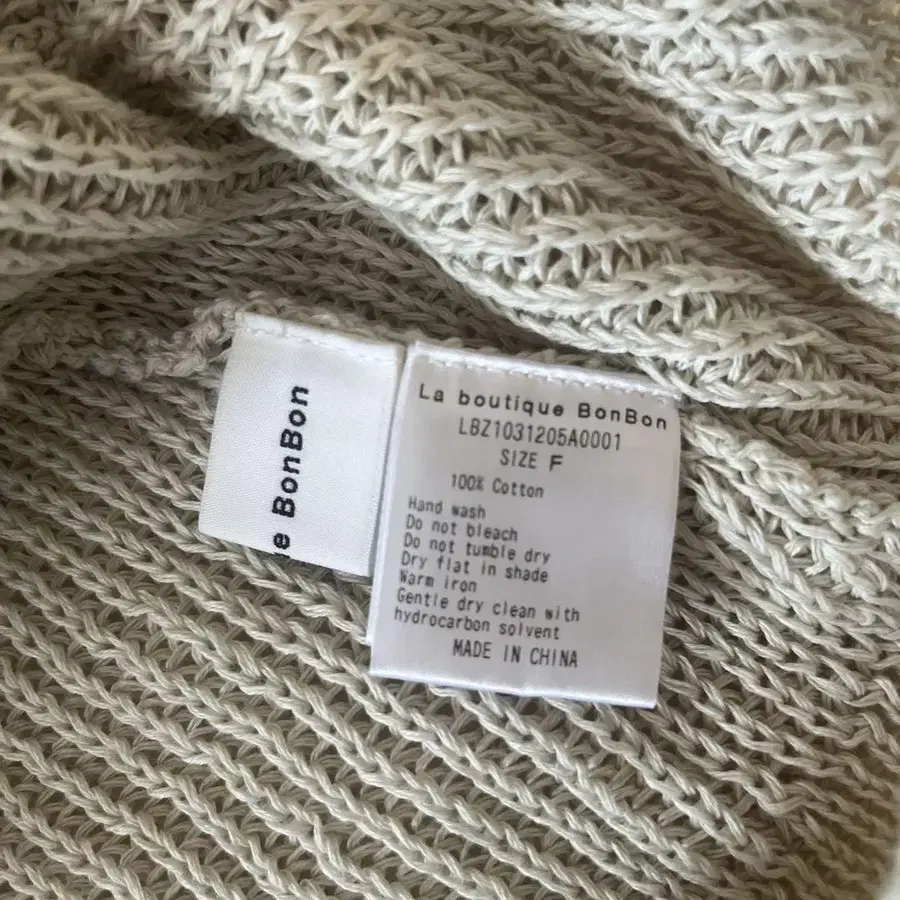 e BonBon
La boutique BonBon
LBZ1031205A0001
SIZE F
100% Cotton
Hand wash
Do not bleach
Do not tumble dry
Dry flat in shade
Warm iron
Gentle dry clean with
hydrocarbon solvent
MADE IN CHINA